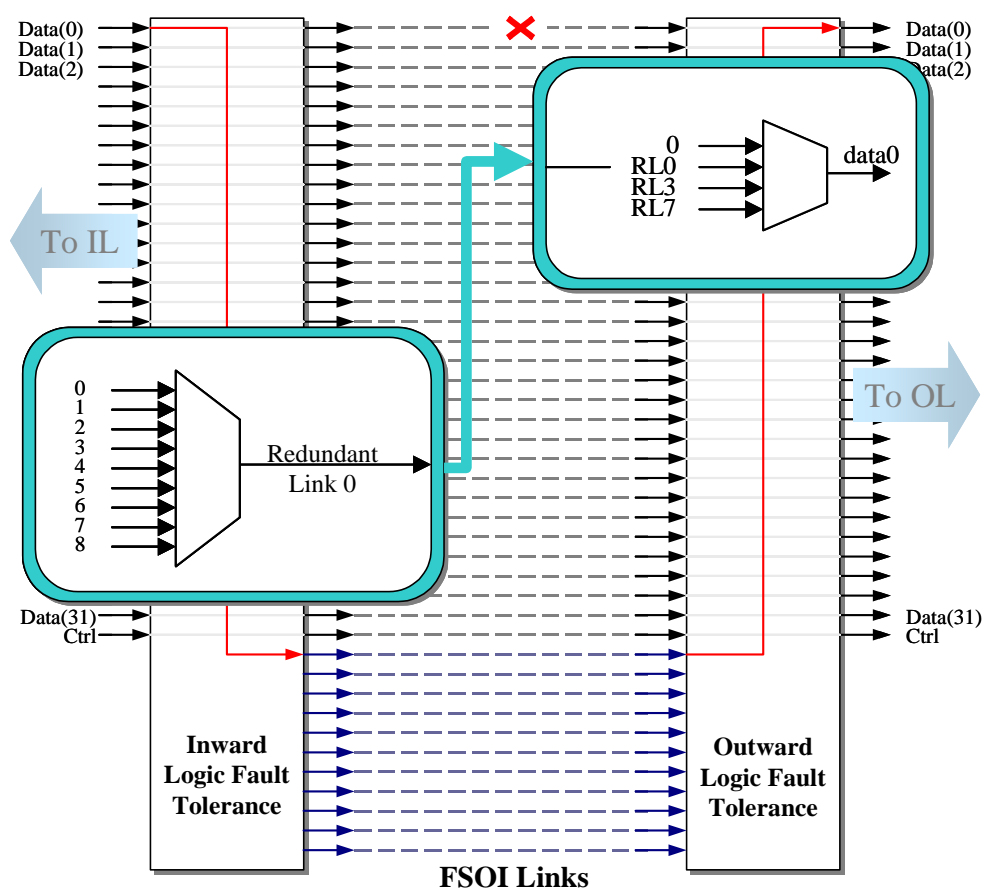 Data(0)
Data(1)
Data(2)
Data(0)
Data(1)
Data(2)
0
RL0
RL3
RL7
data0
To IL
To OL
0
1
2
3
4
5
6
7
8
Redundant
Link 0
Data(31)
Ctrl
Data(31)
Ctrl
Inward
Logic Fault
Tolerance
Outward
Logic Fault
Tolerance
FSOI Links